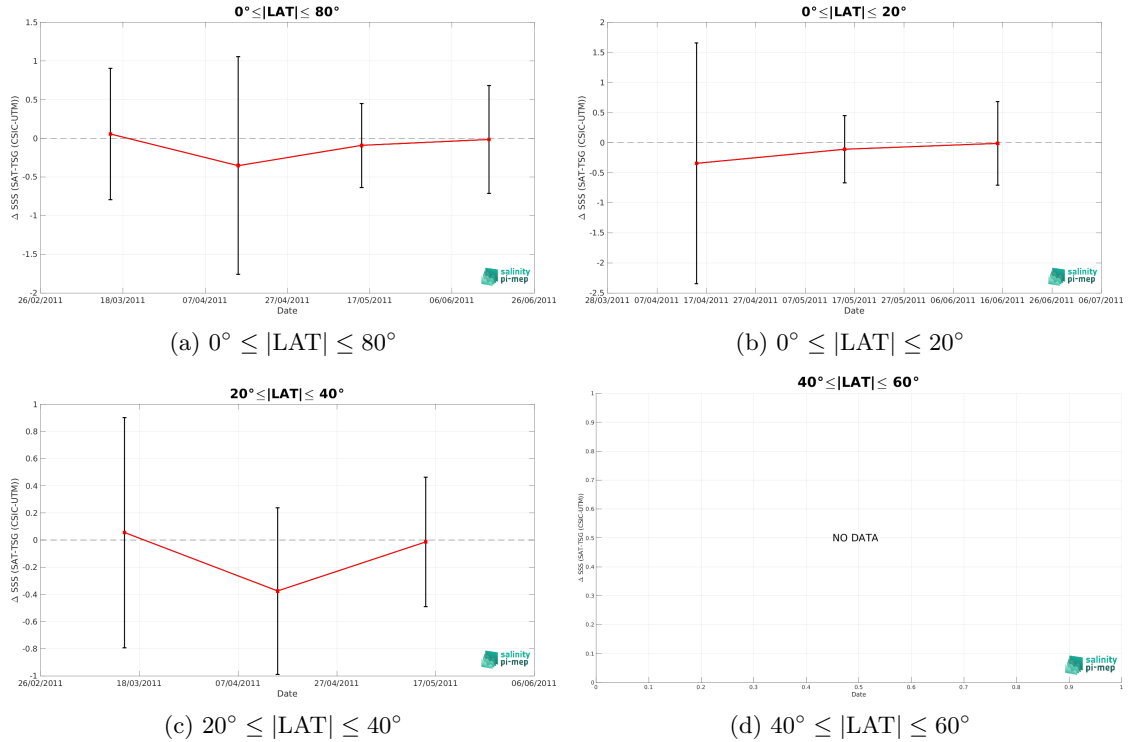 0°≤|LAT|≤ 80°
1.5
1
0.5
0
-0.5
-1
-1.5
-2
Δ SSS (SAT-TSG (CSIC-UTM))
26/02/2011 18/03/2011 07/04/2011 27/04/2011 17/05/2011 06/06/2011 26/06/2011
Date
salinity
pi-mep
(a) 0° ≤ |LAT| ≤ 80°
0°≤|LAT|≤ 20°
2
1.5
1
0.5
0
-0.5
-1
-1.5
-2
-2.5
Δ SSS (SAT-TSG (CSIC-UTM))
28/03/2011 07/04/2011 17/04/2011 27/04/2011 07/05/2011 17/05/2011 27/05/2011 06/06/2011 16/06/2011 26/06/2011 06/07/2011
Date
salinity
pi-mep
(b) 0° ≤ |LAT| ≤ 20°
20°≤|LAT|≤ 40°
1
0.8
0.6
0.4
0.2
0
-0.2
-0.4
-0.6
-0.8
-1
Δ SSS (SAT-TSG (CSIC-UTM))
26/02/2011 18/03/2011 07/04/2011 27/04/2011 17/05/2011 06/06/2011
Date
salinity
pi-mep
(c) 20° ≤ |LAT| ≤ 40°
40°≤|LAT|≤ 60°
1
0.9
0.8
0.7
0.6
0.5
0.4
0.3
0.2
0.1
0
Δ SSS (SAT-TSG (CSIC-UTM))
NO DATA
0 0.1 0.2 0.3 0.4 0.5 0.6 0.7 0.8 0.9 1
Date
salinity
pi-mep
(d) 40° ≤ |LAT| ≤ 60°